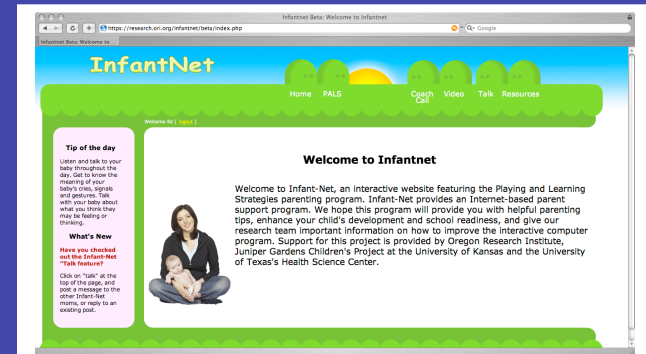 Infantnet Beta: Welcome to Infantnet
https://research.ori.org/infantnet/beta/index.php
Google
Infantnet Beta: Welcome to ...
InfantNet
Home PALS Coach Call Video Talk Resources
Welcome liz [ logout ]
Tip of the day
Listen and talk to your
baby throughout the
day. Get to know the
meaning of your
baby's cries, signals
and gestures. Talk
with your baby about
what you think they
may be feeling or
thinking.
What's New
Have you checked
out the Infant-Net
"Talk feature?
Click on "talk" at the
top of the page, and
post a message to the
other Infant-Net
moms, or reply to an
existing post.
Welcome to Infantnet
Welcome to Infant-Net, an interactive website featuring the Playing and Learning
Strategies parenting program. Infant-Net provides an Internet-based parent
support program. We hope this program will provide you with helpful parenting
tips, enhance your child's development and school readiness, and give our
research team important information on how to improve the interactive computer
program. Support for this project is provided by Oregon Research Institute,
Juniper Gardens Children's Project at the University of Kansas and the University
of Texas's Health Science Center.